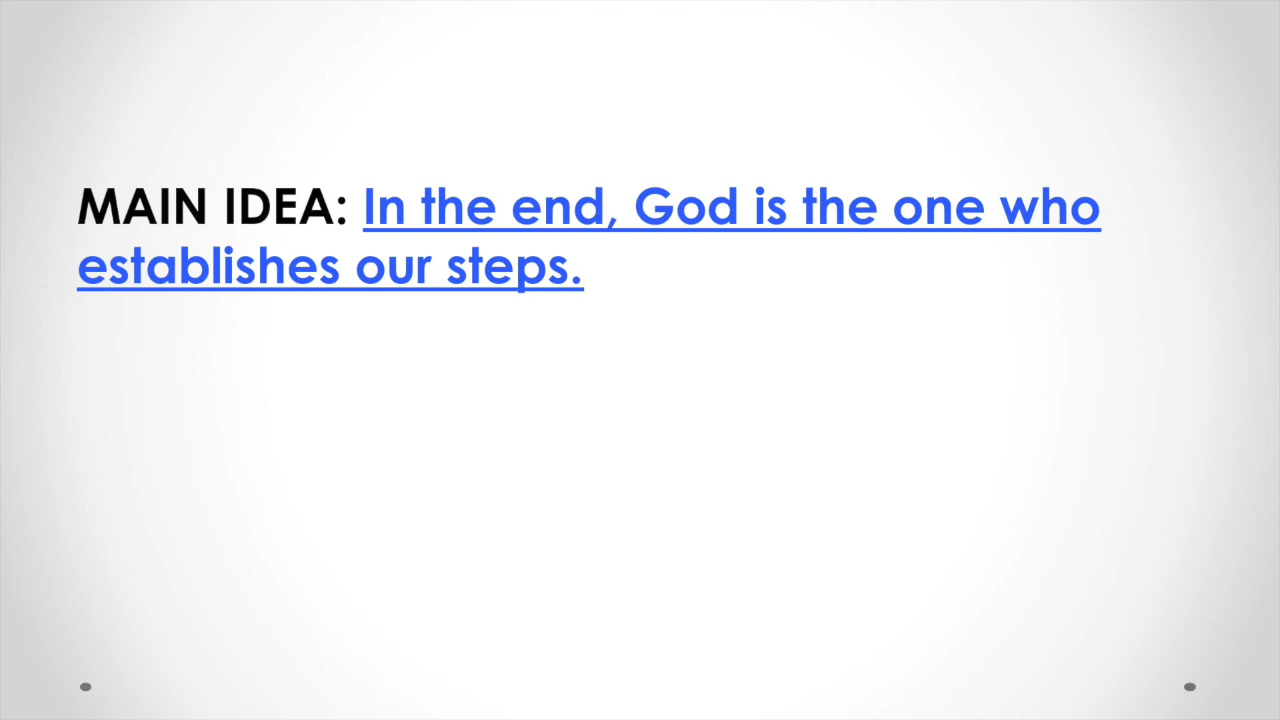 MAIN IDEA: In the end, God is the one who
establishes our steps.